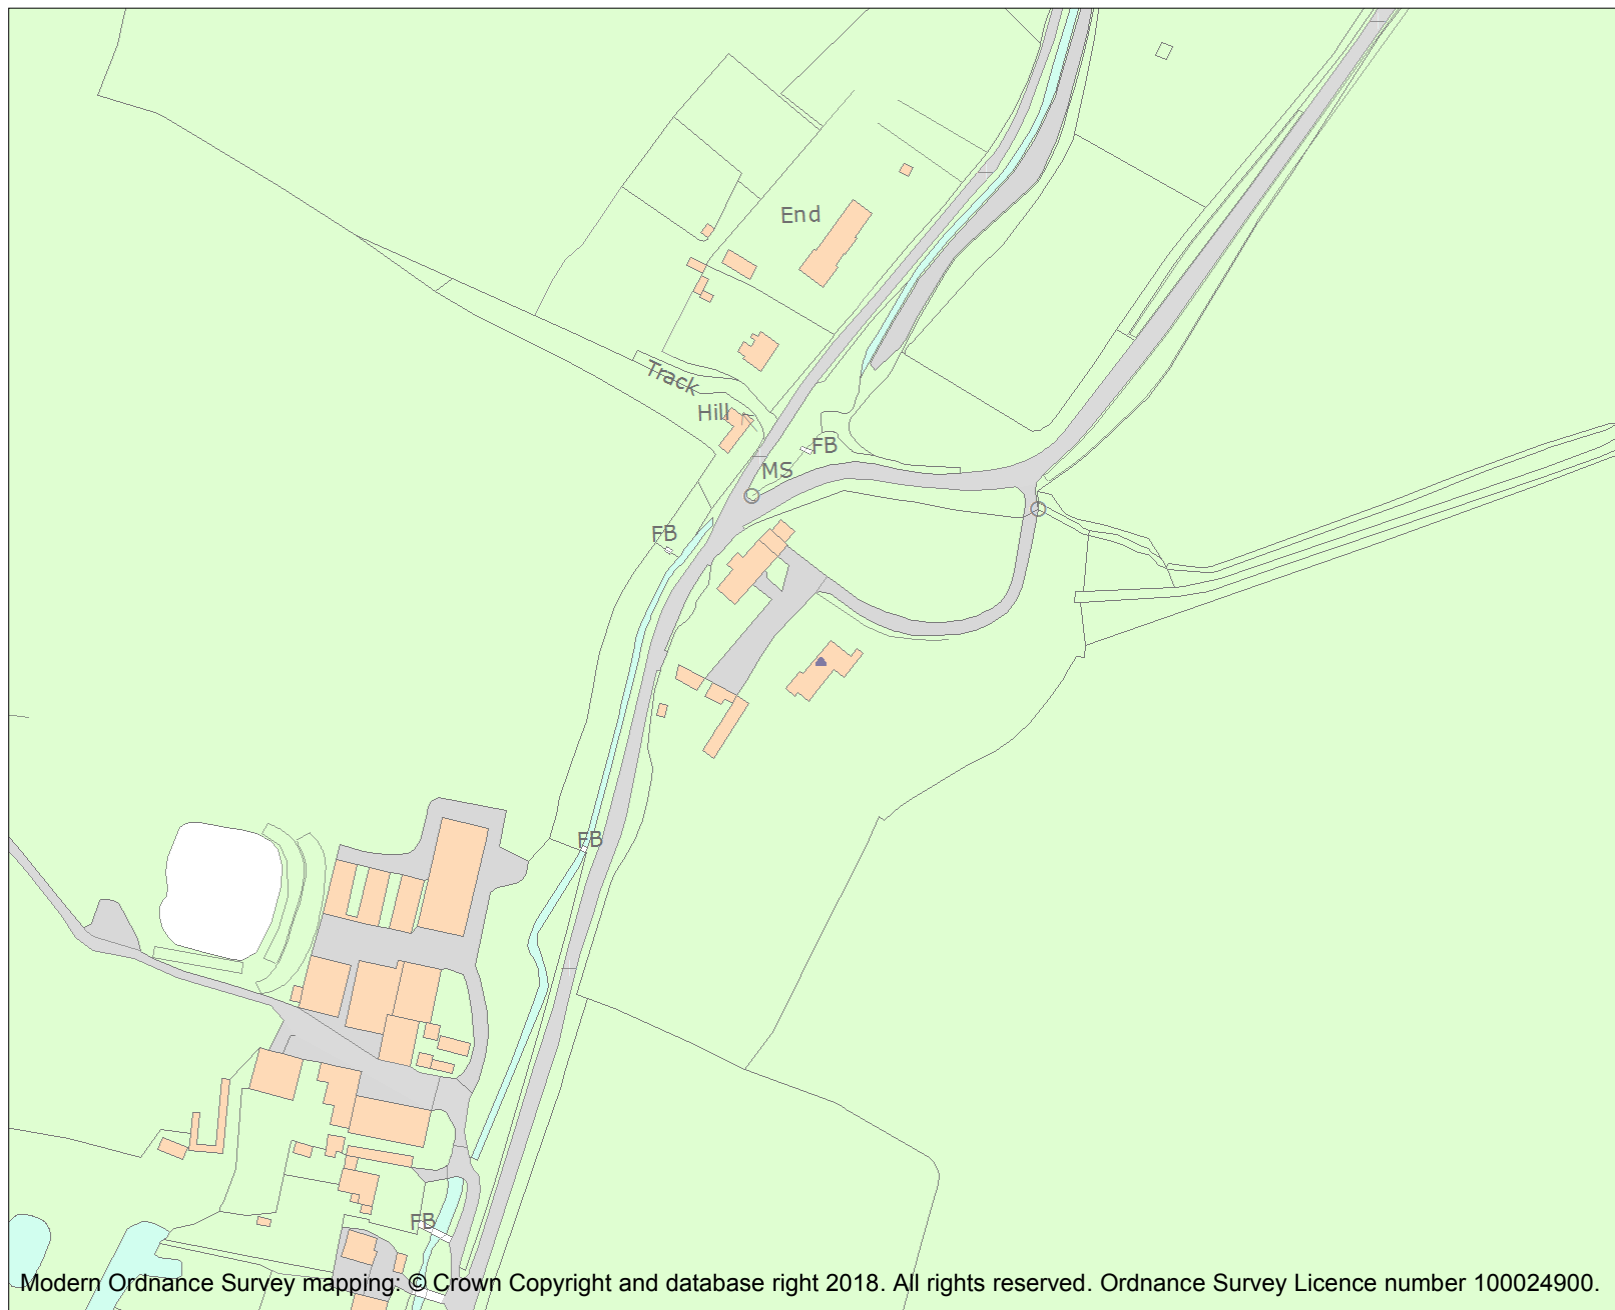 End
Track
Hill
FB
MS
FB
FB
FB
Modern Ordnance Survey mapping: © Crown Copyright and database right 2018. All rights reserved. Ordnance Survey Licence number 100024900.